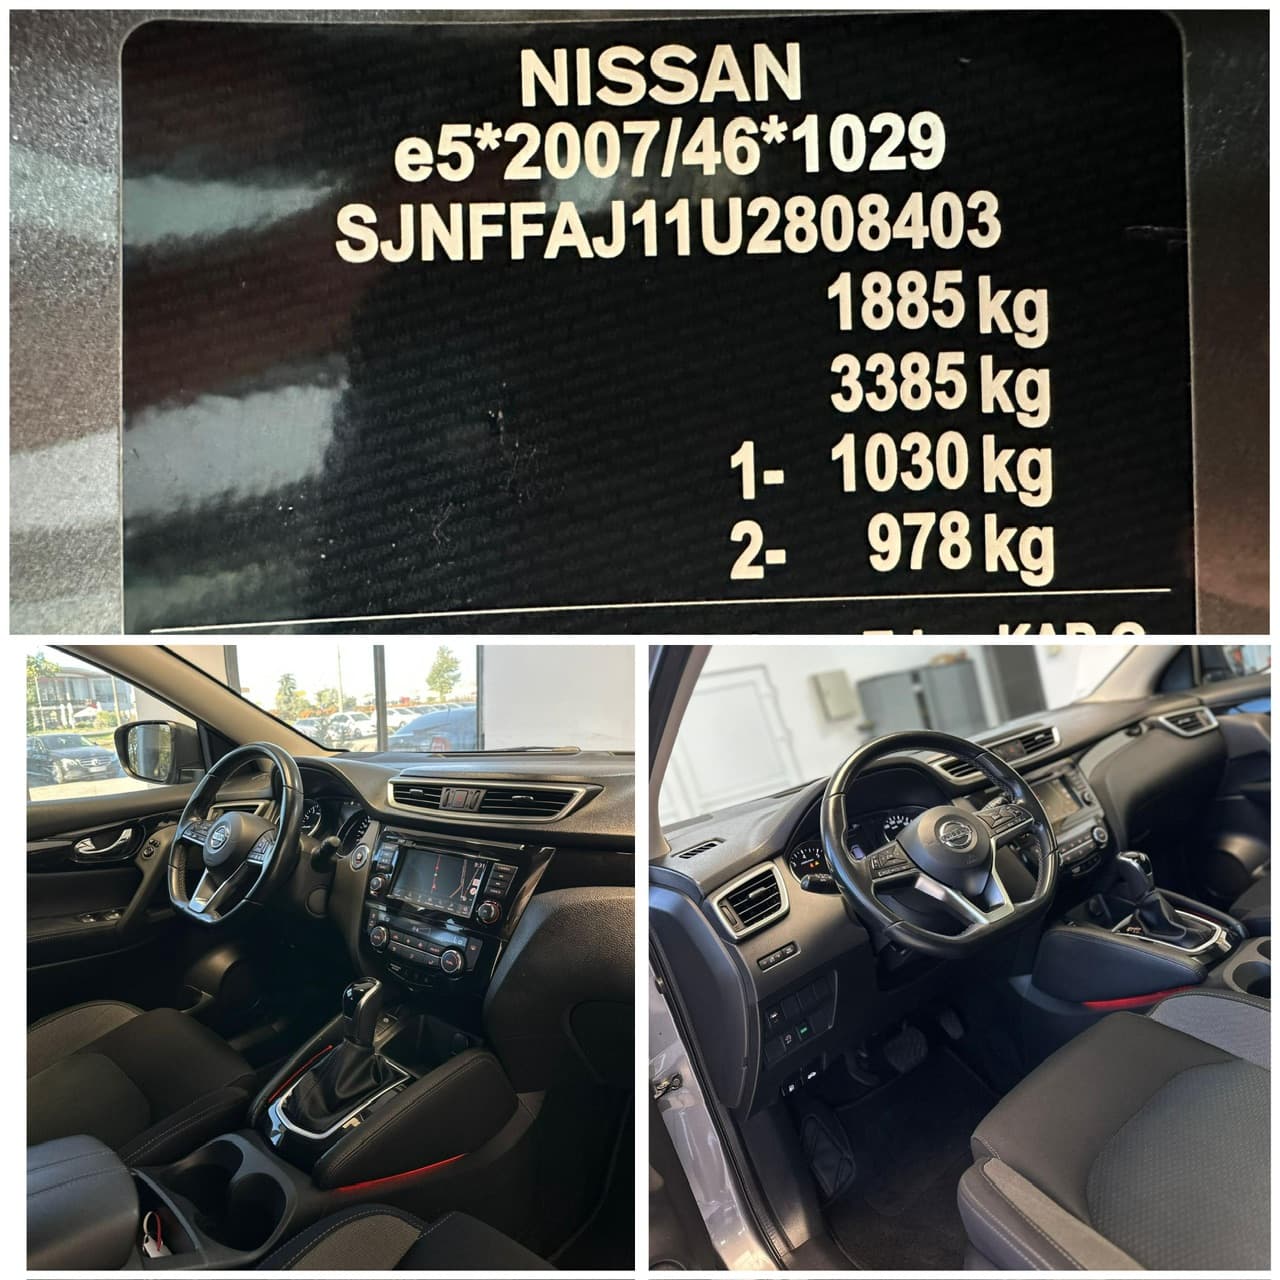 NISSAN
e5*2007/46*1029
SJNFFAJ11U2808403
1885 kg
3385 kg
1- 1030 kg
2- 978 kg